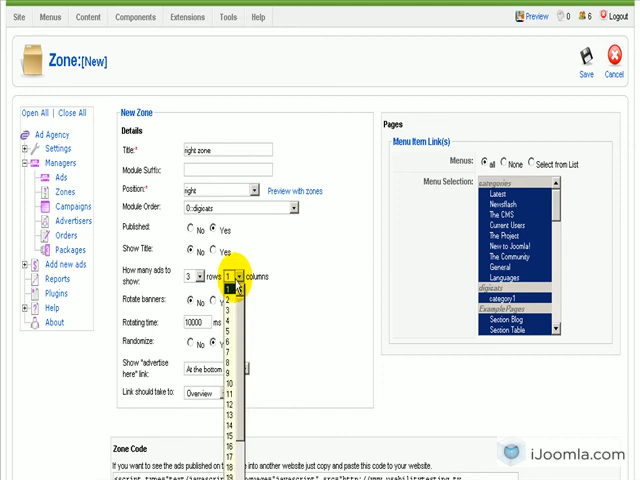 Site Menus Content Components Extensions Tools Help Preview 0 6 Logout
Zone:[New]
Save Cancel
Open All | Close All
Ad Agency
Settings
Managers
Ads
Zones
Campaigns
Advertisers
Orders
Packages
Add new ads
Reports
Plugins
Help
About
New Zone
Details
Title:* right zone
Module Suffix:
Position:* right Preview with zones
Module Order: 0::digicats
Published: No Yes
Show Title: No Yes
How many ads to show: 3 rows 1 columns
Rotate banners: No
Rotating time: 10000 ms
Randomize: No
Show "advertise here" link: At the bottom
Link should take to: Overview
1
2
3
4
5
6
7
8
9
10
11
12
13
14
15
16
17
18
19
Pages
Menu Item Link(s)
Menus: all None Select from List
Menu Selection:
categories
Latest
Newsflash
The CMS
Current Users
The Project
New to Joomla!
The Community
General
Languages
digicats
category1
ExamplePages
Section Blog
Section Table
Zone Code
If you want to see the ads published on
into another website just copy and paste this code to your website.
iJoomla.com